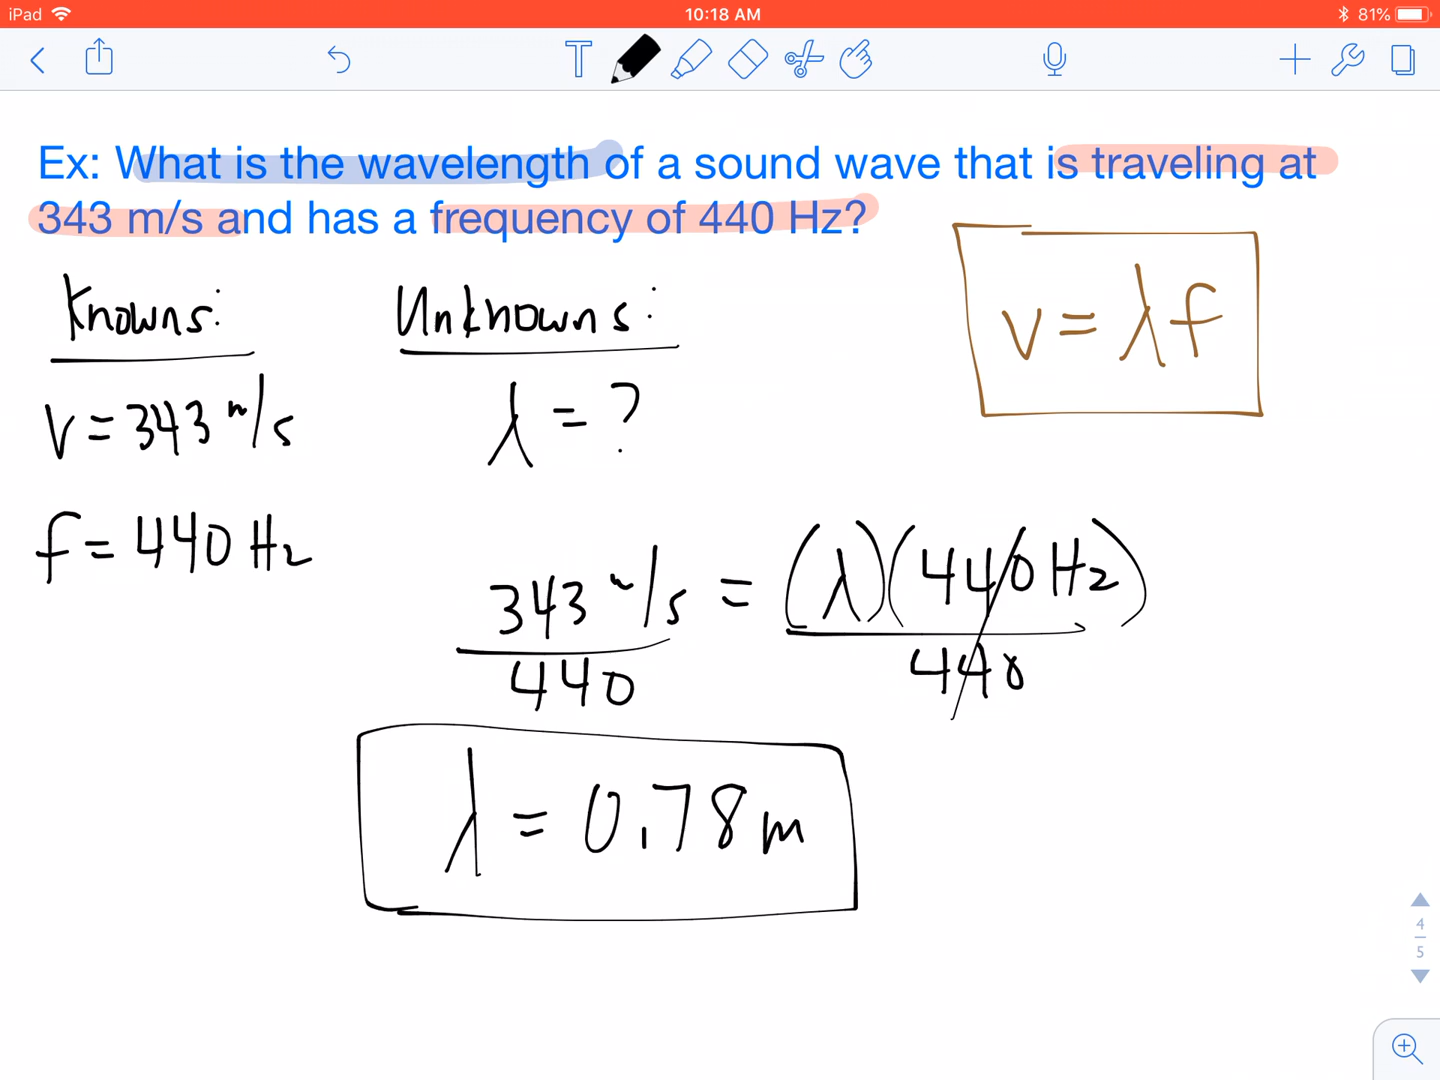 iPad 10:18 AM 81%
T
Ex: What is the wavelength of a sound wave that is traveling at
343 m/s and has a frequency of 440 Hz?
Knowns: Unknowns:
v = λf
v = 343 m/s λ = ?
f = 440 Hz
343 m/s = (λ)(440 Hz)
440 440
λ = 0.78 m
4
5